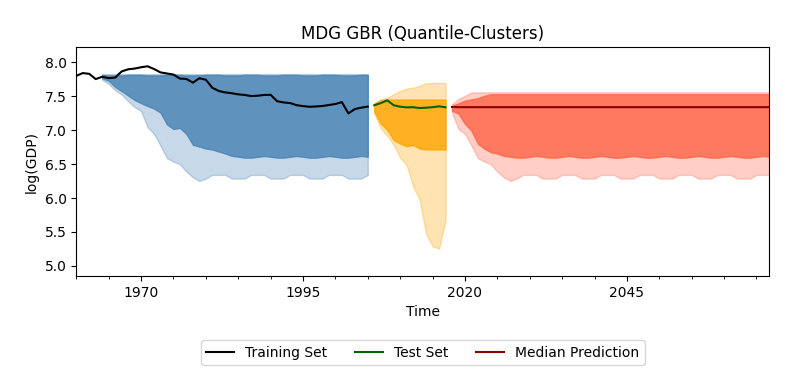 MDG GBR (Quantile-Clusters)
log(GDP)
8.0
7.5
7.0
6.5
6.0
5.5
5.0
1970 1995 2020 2045
Time
Training Set Test Set Median Prediction